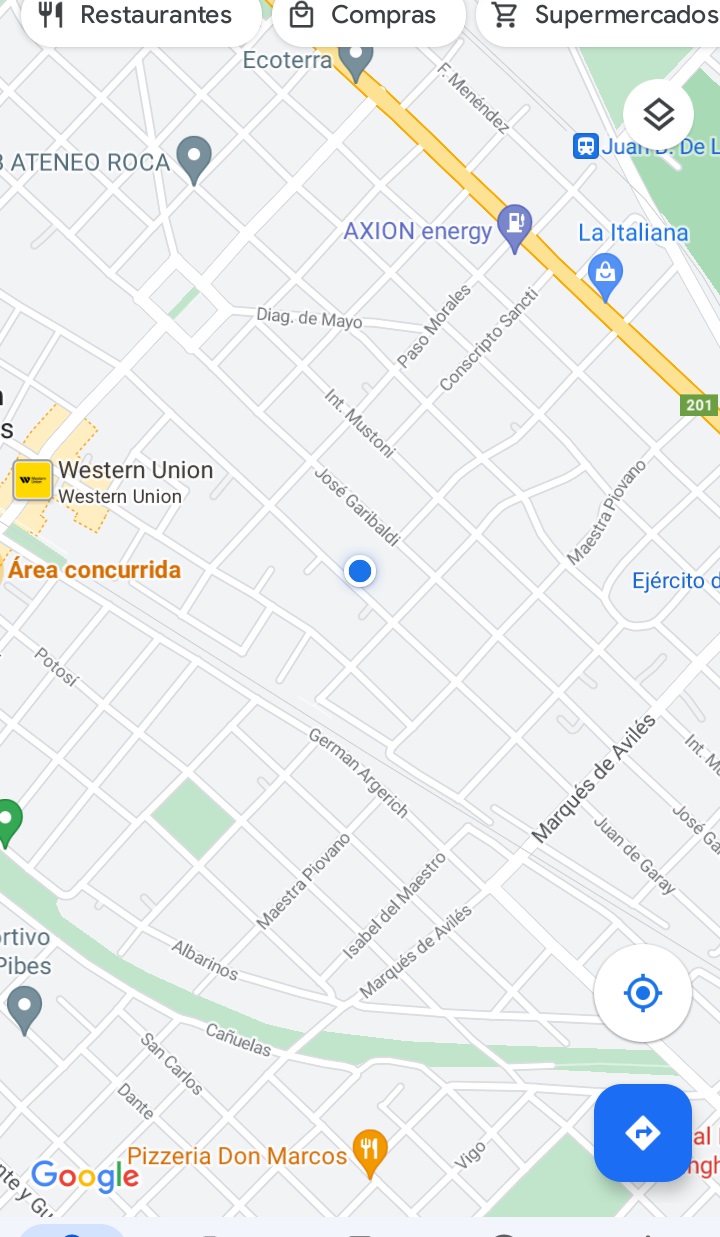 Restaurantes
Compras
Supermercados
Ecoterra
F. Menéndez
ATENEO ROCA
Juan B. De L
AXION energy
La Italiana
Diag. de Mayo
Paso Morales
Conscripto Sancti
201
Int. Mustoni
Western Union
Western Union
José Garibaldi
Maestra Piovano
Área concurrida
Ejército d
Potosí
German Argerich
Marqués de Avilés
Int. M
José Ga
Juan de Garay
Maestra Piovano
Isabel del Maestro
Marqués de Avilés
rtivo
Pibes
Albarinos
Cañuelas
San Carlos
Dante
Vigo
Pizzeria Don Marcos
Google
nte y Gu
al
ngh